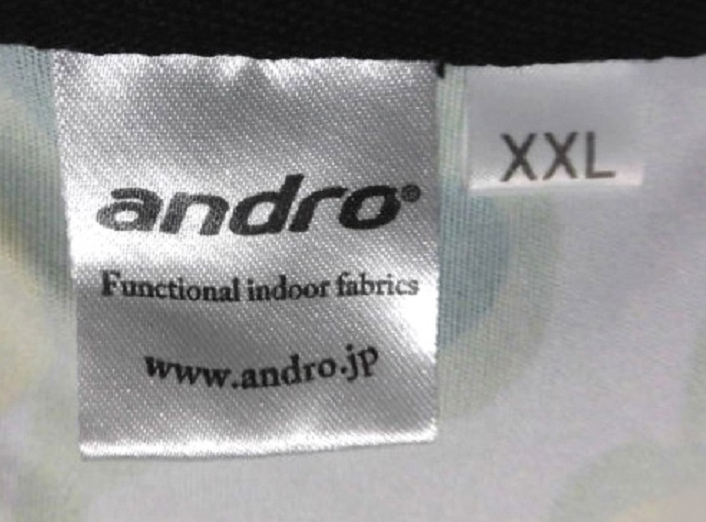 andro®
Functional indoor fabrics
www.andro.jp
XXL